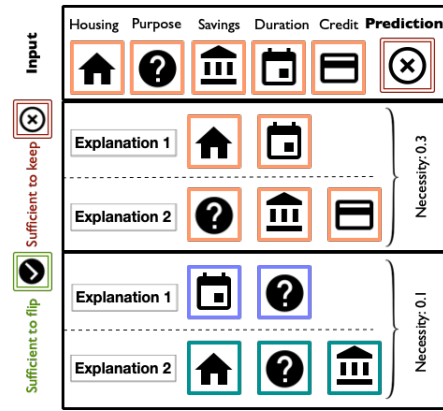 Housing Purpose Savings Duration Credit Prediction
Input
Sufficient to keep
Explanation 1
Explanation 2
Necessity: 0.3
Sufficient to flip
Explanation 1
Explanation 2
Necessity: 0.1